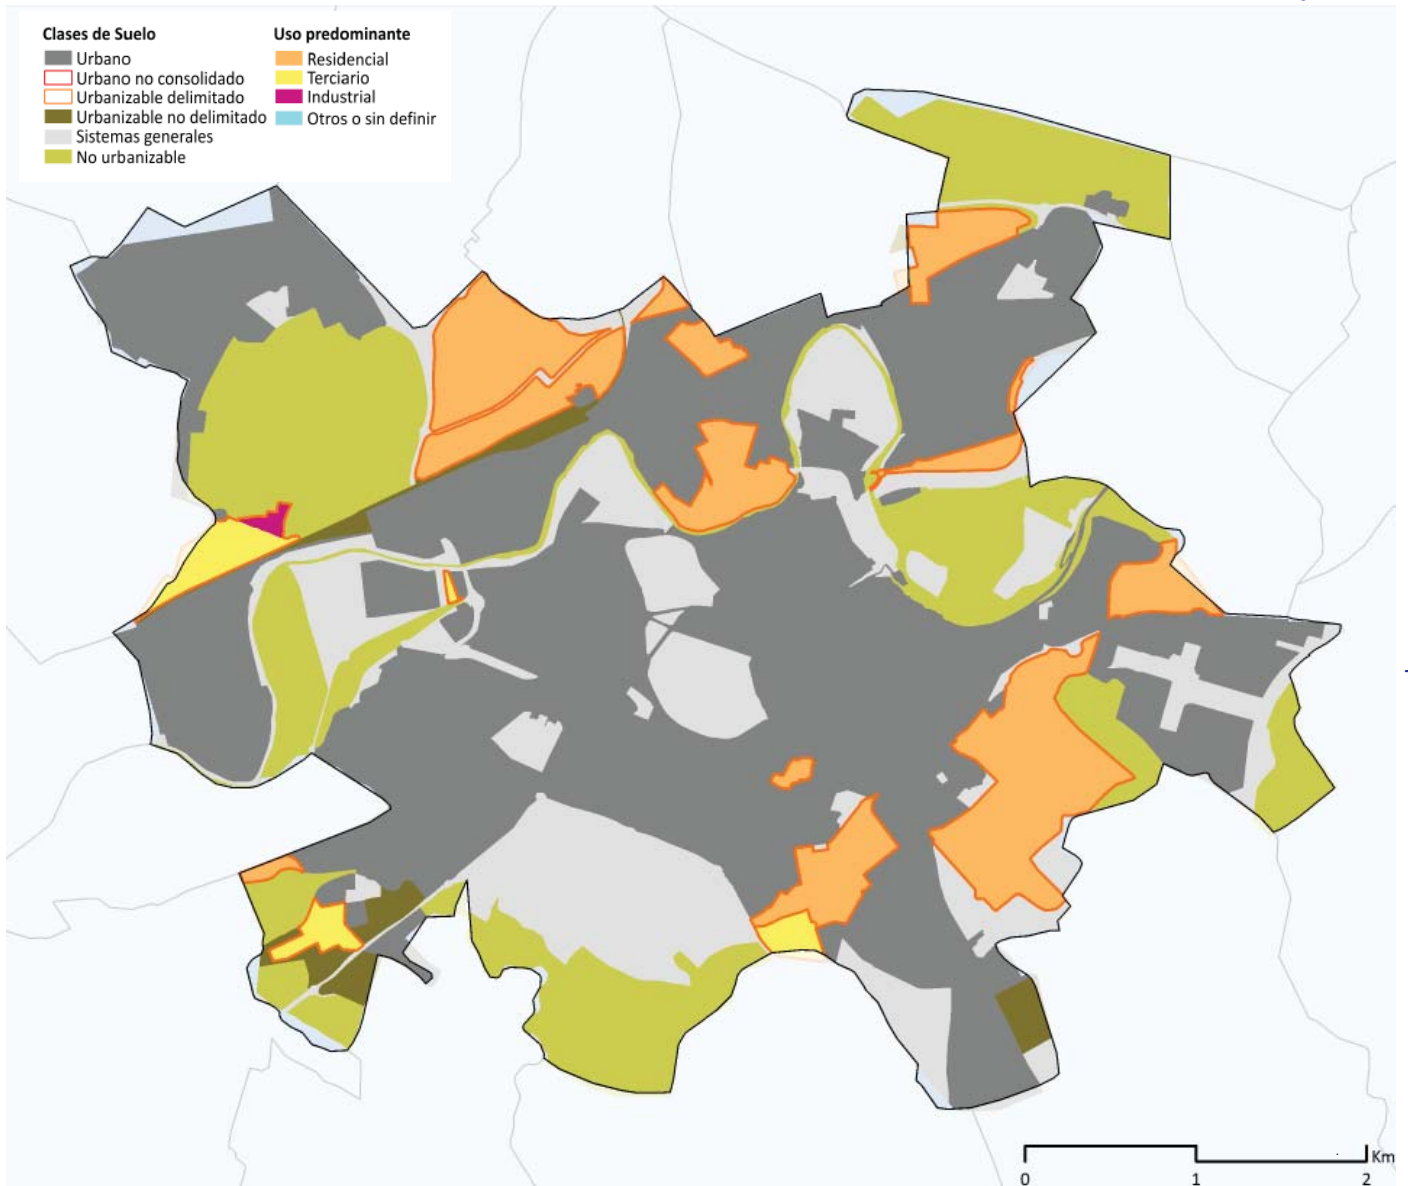 Clases de Suelo
Urbano
Urbano no consolidado
Urbanizable delimitado
Urbanizable no delimitado
Sistemas generales
No urbanizable
Uso predominante
Residencial
Terciario
Industrial
Otros o sin definir
Km
0 1 2